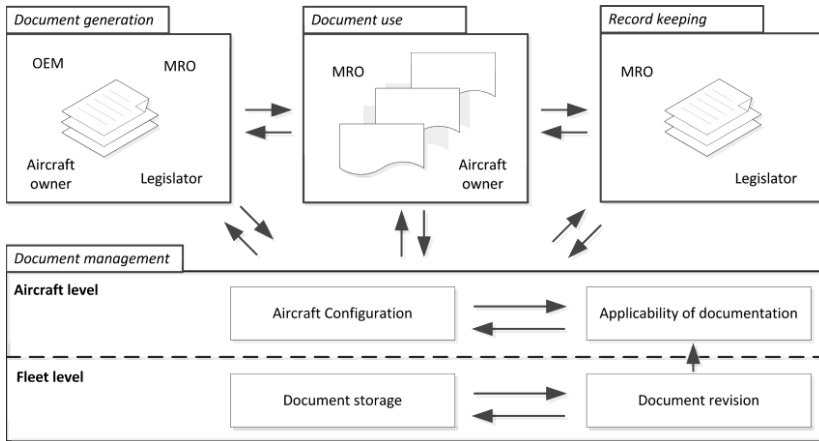 Document generation
OEM
MRO
Aircraft
owner
Legislator
Document use
MRO
Aircraft
owner
Record keeping
MRO
Legislator
Document management
Aircraft level
Aircraft Configuration
Applicability of documentation
Fleet level
Document storage
Document revision